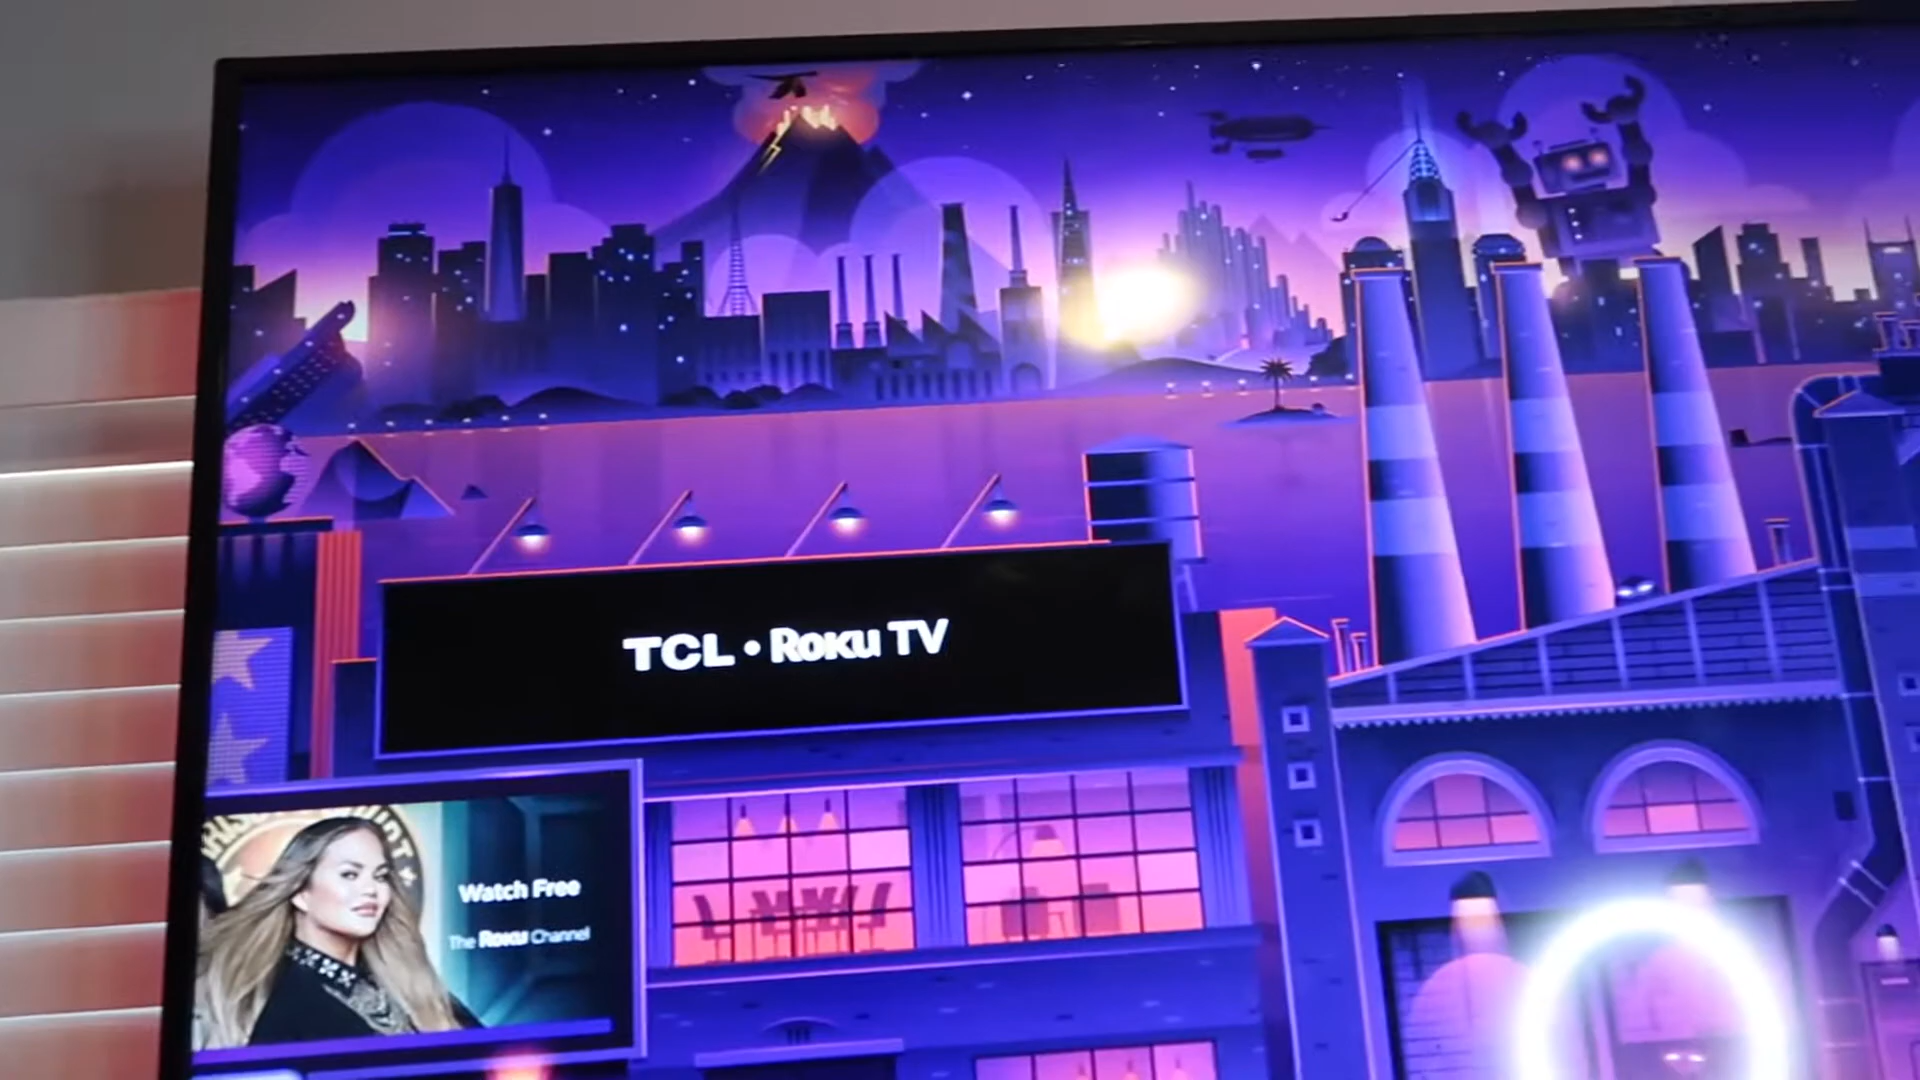 TCL • Roku TV
Watch Free
The Roku Channel